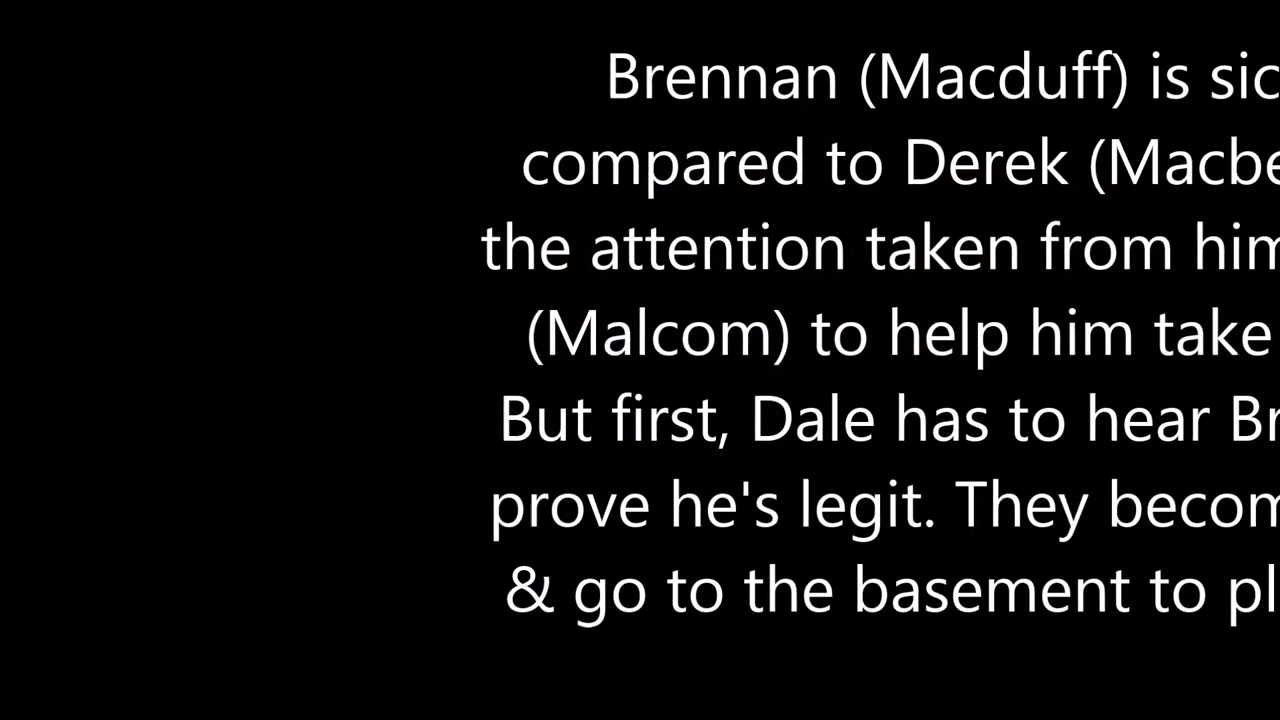 Brennan (Macduff) is sic
compared to Derek (Macbe
the attention taken from him
(Malcom) to help him take
But first, Dale has to hear Br
prove he's legit. They becom
& go to the basement to pl